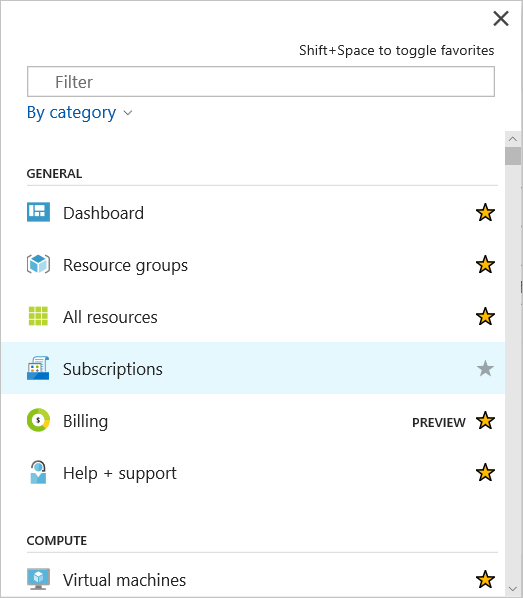 Shift+Space to toggle favorites
Filter
By category
GENERAL
Dashboard
Resource groups
All resources
Subscriptions
Billing PREVIEW
Help + support
COMPUTE
Virtual machines